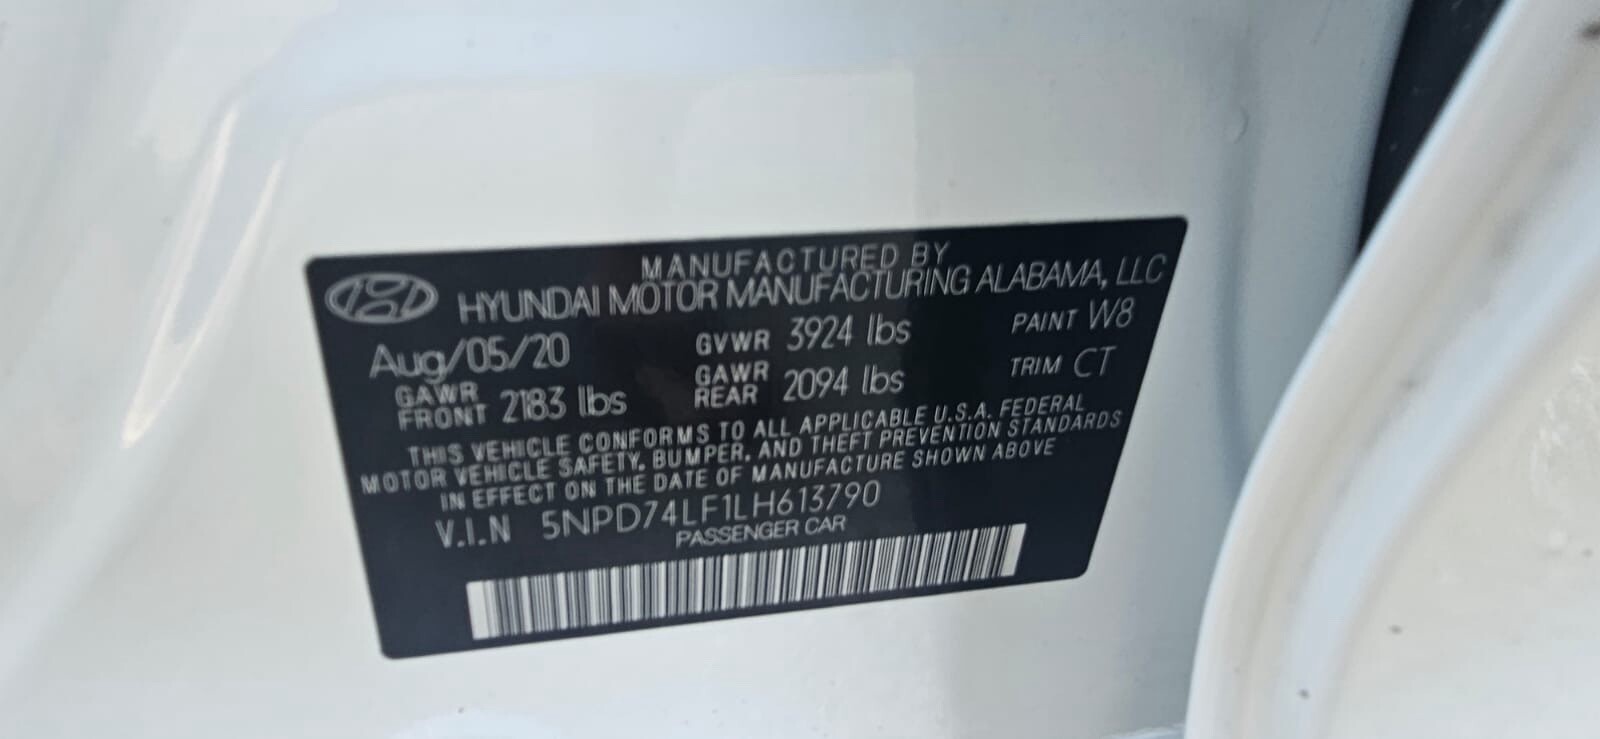 MANUFACTURED BY
HYUNDAI MOTOR MANUFACTURING ALABAMA, LLC
Aug/05/20 GVWR 3924 lbs PAINT W8
GAWR FRONT 2183 lbs GAWR REAR 2094 lbs TRIM CT
THIS VEHICLE CONFORMS TO ALL APPLICABLE U.S.A. FEDERAL
MOTOR VEHICLE SAFETY, BUMPER, AND THEFT PREVENTION STANDARDS
IN EFFECT ON THE DATE OF MANUFACTURE SHOWN ABOVE
V.I.N 5NPD74LF1LH613790
PASSENGER CAR